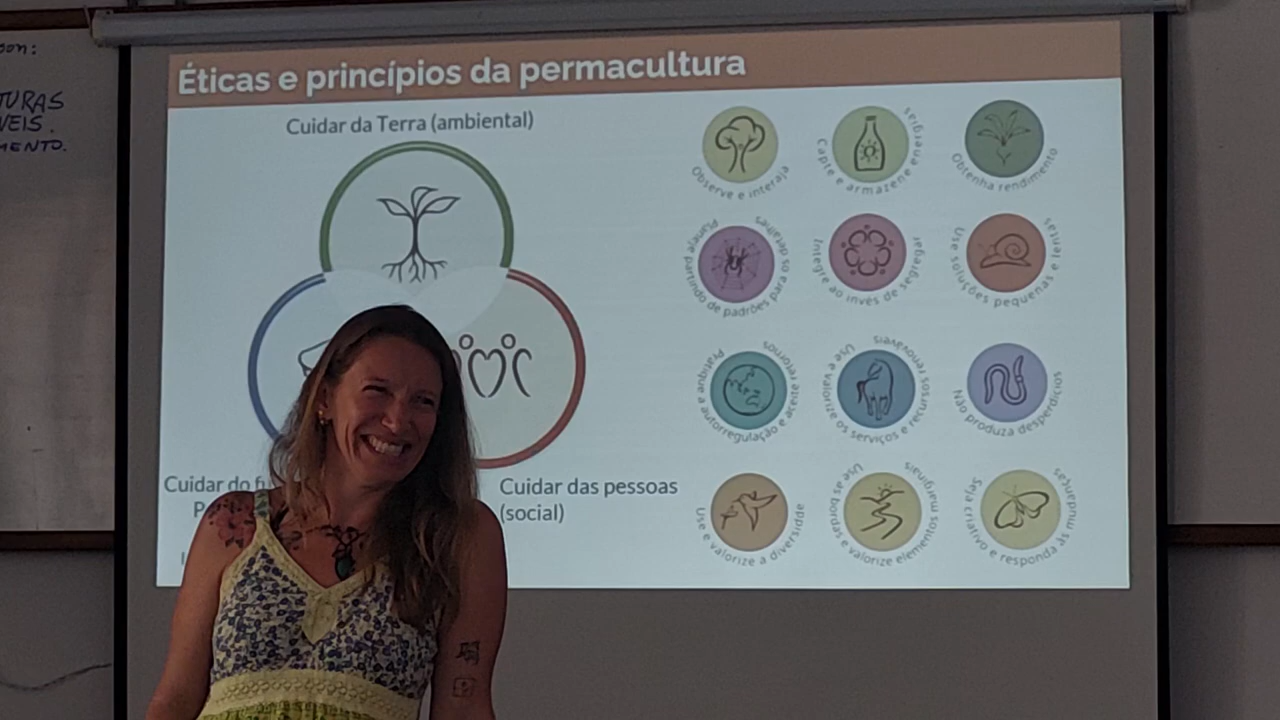 TURAS
VEIS.
MENTO.
Éticas e princípios da permacultura
Cuidar da Terra (ambiental)
Cuidar do
Cuidar das pessoas
(social)
Observe e interaja
Capte e armazene energias
Obtenha rendimento
Planeje partindo de padrões para os detalhes
Integre ao invés de segregar
Use soluções pequenas e lentas
Pratique a autorregulação e aceite retornos
Use e valorize os serviços e recursos renováveis
Não produza desperdícios
Use e valorize a diversidde
Use as bordas e valorize elementos marginais
Seja criativo e responda às mudanças